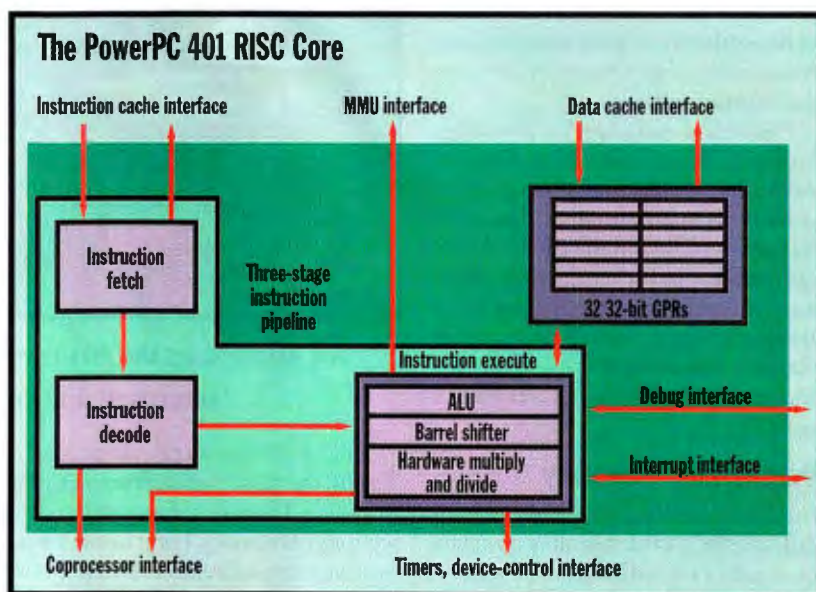 The PowerPC 401 RISC Core
Instruction cache interface
MMU interface
Data cache interface
Instruction
fetch
Three-stage
instruction
pipeline
32 32-bit GPRs
Instruction execute
Instruction
decode
ALU
Barrel shifter
Hardware multiply
and divide
Debug interface
Interrupt interface
Coprocessor interface
Timers, device-control interface